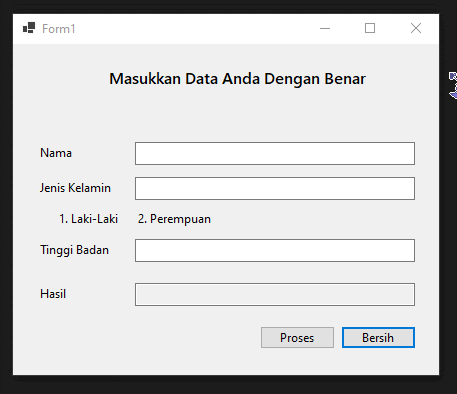 Form1
Masukkan Data Anda Dengan Benar
Nama
Jenis Kelamin
1. Laki-Laki 2. Perempuan
Tinggi Badan
Hasil
Proses Bersih